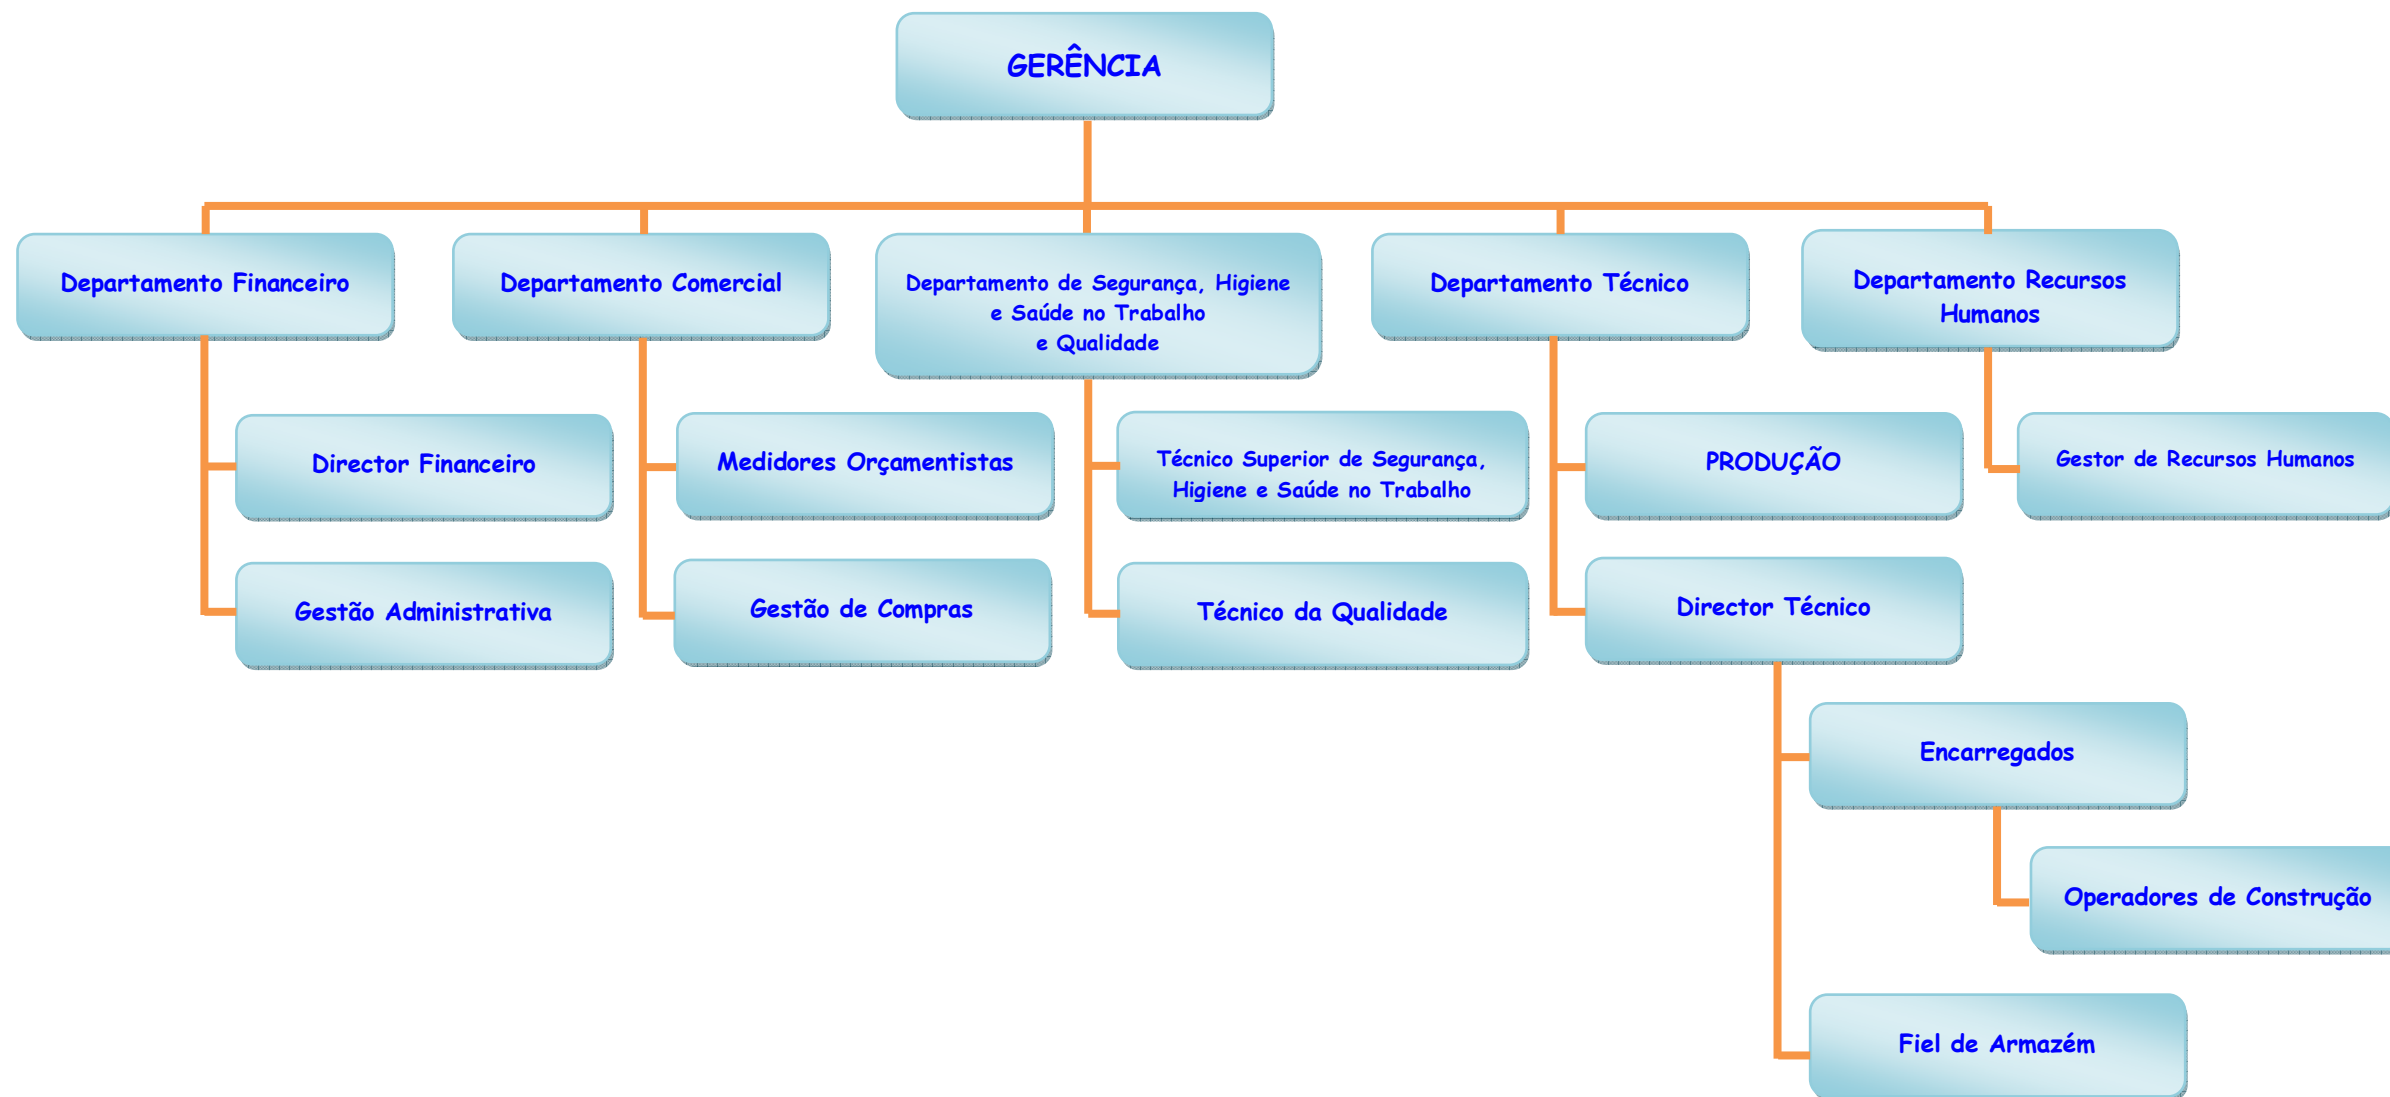 GERÊNCIA
Departamento Financeiro
Departamento Comercial
Departamento de Segurança, Higiene
e Saúde no Trabalho
e Qualidade
Departamento Técnico
Departamento Recursos
Humanos
Director Financeiro
Medidores Orçamentistas
Técnico Superior de Segurança,
Higiene e Saúde no Trabalho
PRODUÇÃO
Gestor de Recursos Humanos
Gestão Administrativa
Gestão de Compras
Técnico da Qualidade
Director Técnico
Encarregados
Operadores de Construção
Fiel de Armazém